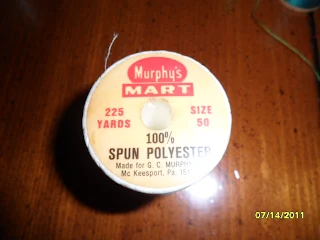 Murphy's
MART
225 SIZE
YARDS 50
100%
SPUN POLYESTER
Made for G. C. MURPHY
Mc Keesport, Pa.
07/14/2011